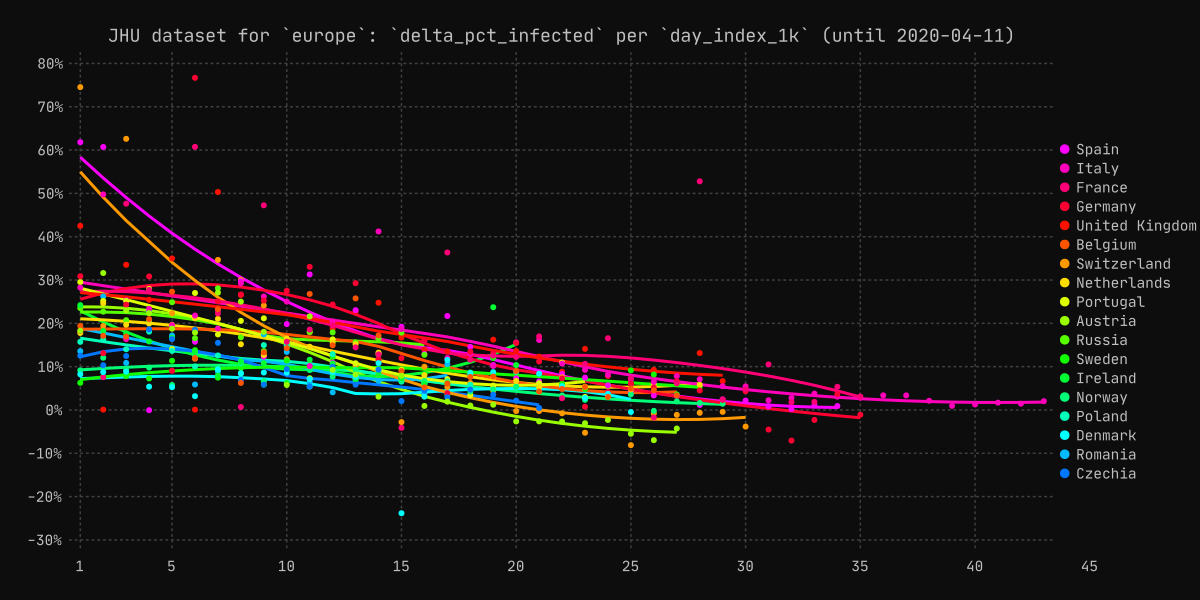 JHU dataset for `europe`: `delta_pct_infected` per `day_index_1k` (until 2020-04-11)
80%
70%
60%
50%
40%
30%
20%
10%
0%
-10%
-20%
-30%
1 5 10 15 20 25 30 35 40 45
Spain
Italy
France
Germany
United Kingdom
Belgium
Switzerland
Netherlands
Portugal
Austria
Russia
Sweden
Ireland
Norway
Poland
Denmark
Romania
Czechia